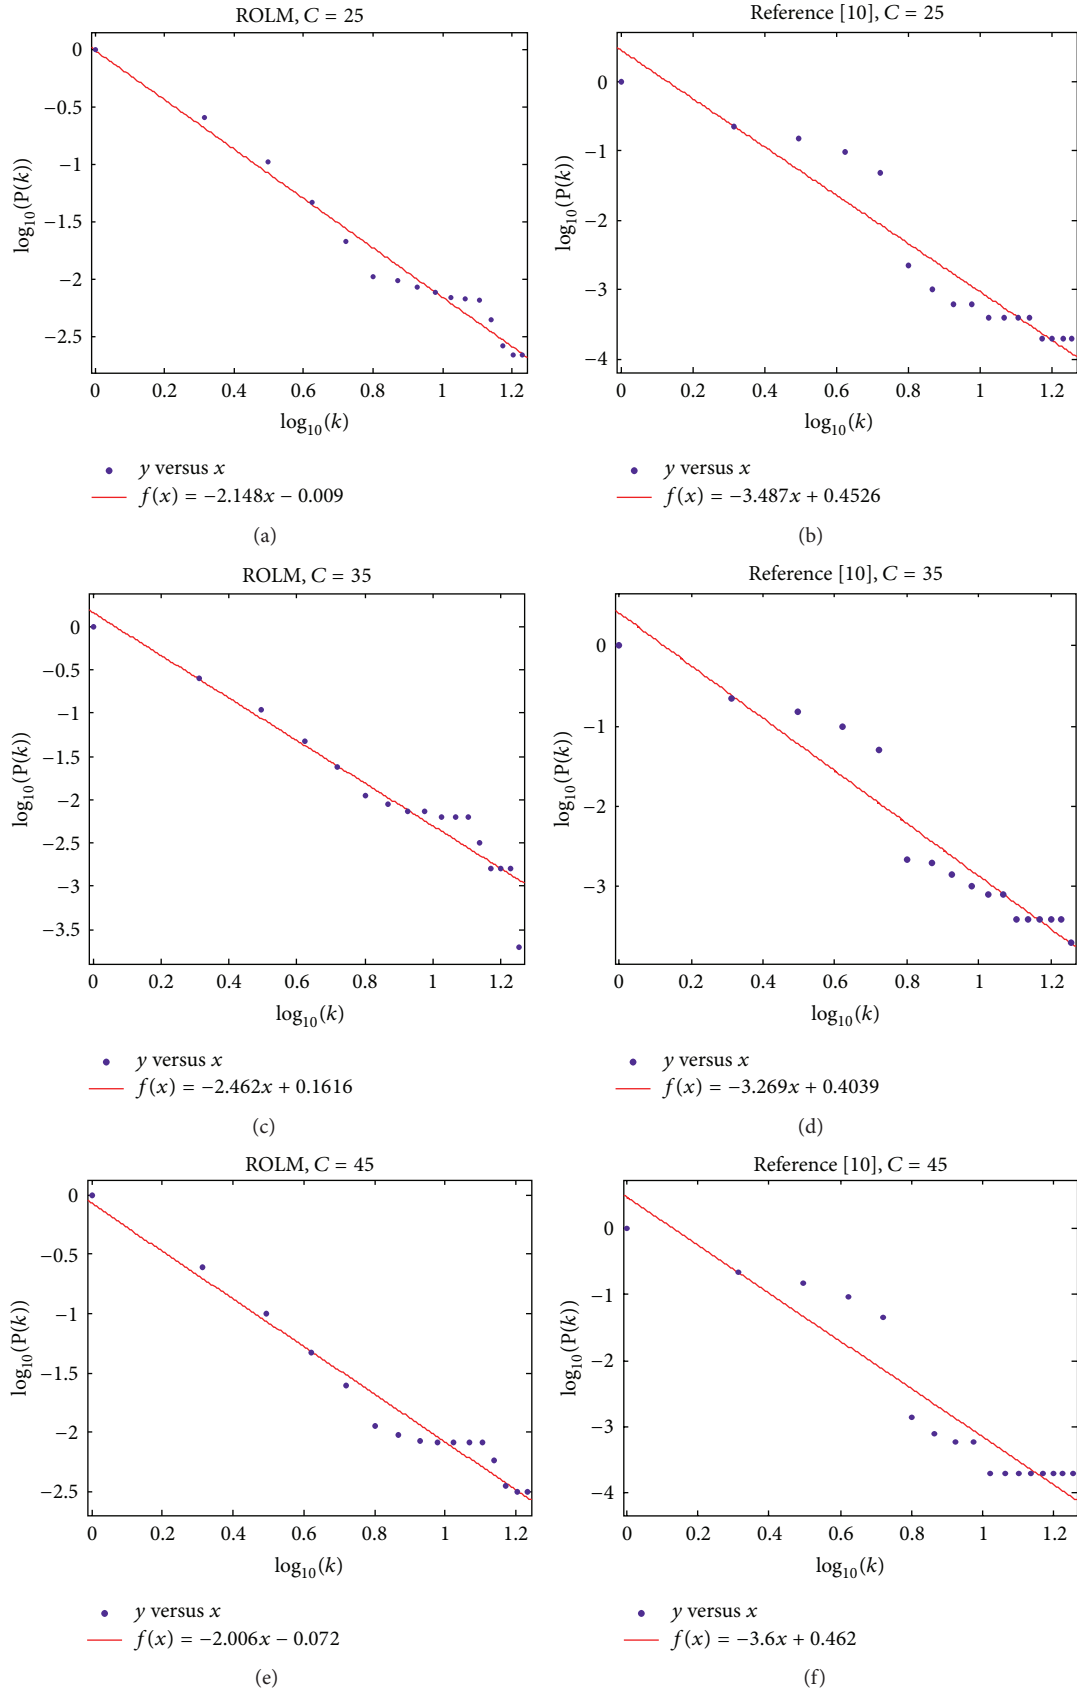 ROLM, C = 25
0
−0.5
−1
−1.5
−2
−2.5
log10(P(k))
0 0.2 0.4 0.6 0.8 1 1.2
log10(k)
y versus x
f(x) = −2.148x − 0.009
(a)
Reference [10], C = 25
0
−1
−2
−3
−4
log10(P(k))
0 0.2 0.4 0.6 0.8 1 1.2
log10(k)
y versus x
f(x) = −3.487x + 0.4526
(b)
ROLM, C = 35
0
−0.5
−1
−1.5
−2
−2.5
−3
−3.5
log10(P(k))
0 0.2 0.4 0.6 0.8 1 1.2
log10(k)
y versus x
f(x) = −2.462x + 0.1616
(c)
Reference [10], C = 35
0
−1
−2
−3
log10(P(k))
0 0.2 0.4 0.6 0.8 1 1.2
log10(k)
y versus x
f(x) = −3.269x + 0.4039
(d)
ROLM, C = 45
0
−0.5
−1
−1.5
−2
−2.5
log10(P(k))
0 0.2 0.4 0.6 0.8 1 1.2
log10(k)
y versus x
f(x) = −2.006x − 0.072
(e)
Reference [10], C = 45
0
−1
−2
−3
−4
log10(P(k))
0 0.2 0.4 0.6 0.8 1 1.2
log10(k)
y versus x
f(x) = −3.6x + 0.462
(f)